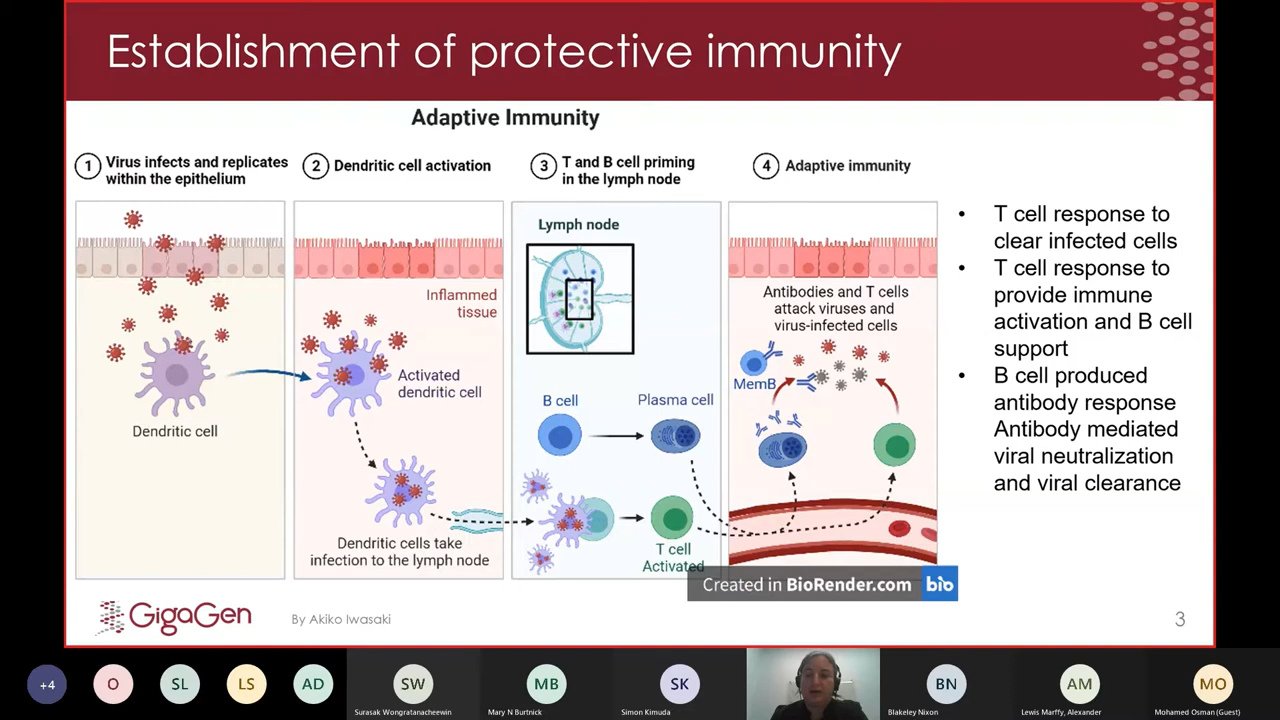 Establishment of protective immunity
Adaptive Immunity
1 Virus infects and replicates
within the epithelium
2 Dendritic cell activation
3 T and B cell priming
in the lymph node
4 Adaptive immunity
Dendritic cell
Inflammed
tissue
Activated
dendritic cell
Dendritic cells take
infection to the lymph node
Lymph node
B cell
Plasma cell
T cell
Activated
Antibodies and T cells
attack viruses and
virus-infected cells
MemB
• T cell response to
clear infected cells
• T cell response to
provide immune
activation and B cell
support
• B cell produced
antibody response
Antibody mediated
viral neutralization
and viral clearance
Created in BioRender.com bio
GigaGen
By Akiko Iwasaki
3
+4
O
SL
LS
AD
SW
Surasak Wongratanacheewin
MB
Mary N Burtnick
SK
Simon Kimuda
BN
Blakeley Nixon
AM
Lewis Marffy, Alexander
MO
Mohamed Osman (Guest)